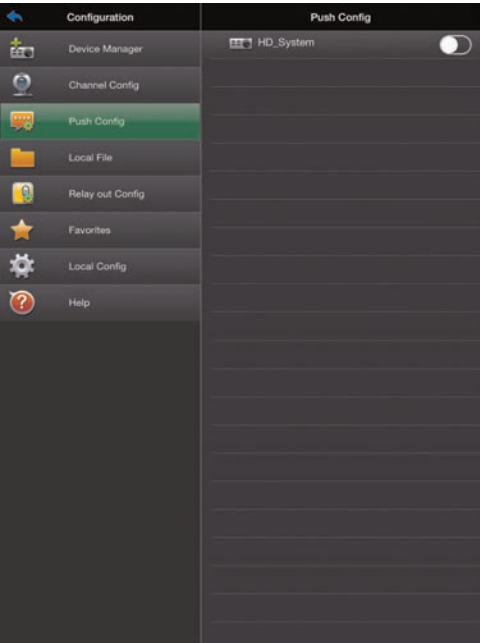 Configuration
Device Manager
Channel Config
Push Config
Local File
Relay out Config
Favorites
Local Config
Help
Push Config
HD_System